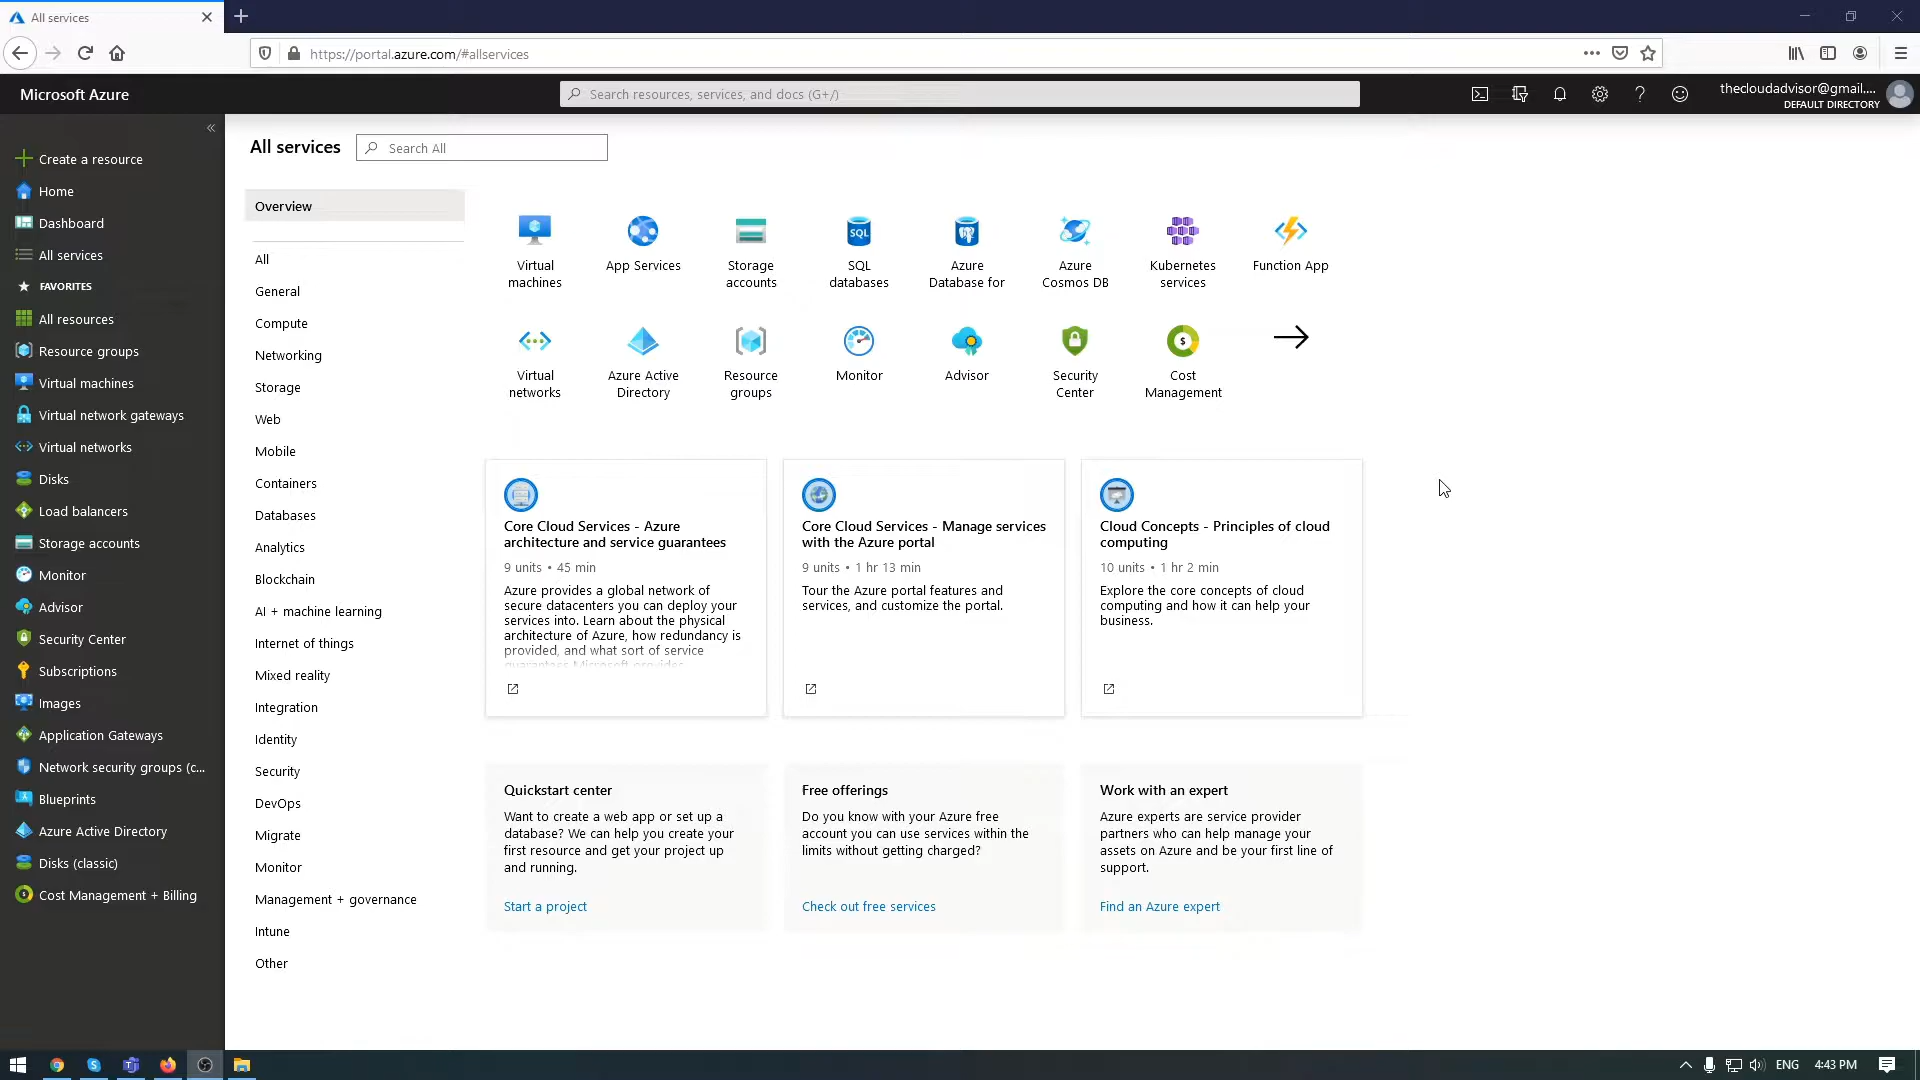 All services
https://portal.azure.com/#allservices
Microsoft Azure
Search resources, services, and docs (G+/)
thecloudadvisor@gmail....
DEFAULT DIRECTORY
Create a resource
Home
Dashboard
All services
FAVORITES
All resources
Resource groups
Virtual machines
Virtual network gateways
Virtual networks
Disks
Load balancers
Storage accounts
Monitor
Advisor
Security Center
Subscriptions
Images
Application Gateways
Network security groups (c...
Blueprints
Azure Active Directory
Disks (classic)
Cost Management + Billing
All services
Search All
Overview
All
General
Compute
Networking
Storage
Web
Mobile
Containers
Databases
Analytics
Blockchain
AI + machine learning
Internet of things
Mixed reality
Integration
Identity
Security
DevOps
Migrate
Monitor
Management + governance
Intune
Other
Virtual
machines
App Services
Storage
accounts
SQL
SQL
databases
Azure
Database for
Azure
Cosmos DB
Kubernetes
services
Function App
Virtual
networks
Azure Active
Directory
Resource
groups
Monitor
Advisor
Security
Center
$
Cost
Management
Core Cloud Services - Azure
architecture and service guarantees
9 units • 45 min
Azure provides a global network of
secure datacenters you can deploy your
services into. Learn about the physical
architecture of Azure, how redundancy is
provided, and what sort of service
guarantees Microsoft provides
Core Cloud Services - Manage services
with the Azure portal
9 units • 1 hr 13 min
Tour the Azure portal features and
services, and customize the portal.
Cloud Concepts - Principles of cloud
computing
10 units • 1 hr 2 min
Explore the core concepts of cloud
computing and how it can help your
business.
Quickstart center
Want to create a web app or set up a
database? We can help you create your
first resource and get your project up
and running.
Start a project
Free offerings
Do you know with your Azure free
account you can use services within the
limits without getting charged?
Check out free services
Work with an expert
Azure experts are service provider
partners who can help manage your
assets on Azure and be your first line of
support.
Find an Azure expert
ENG
4:43 PM